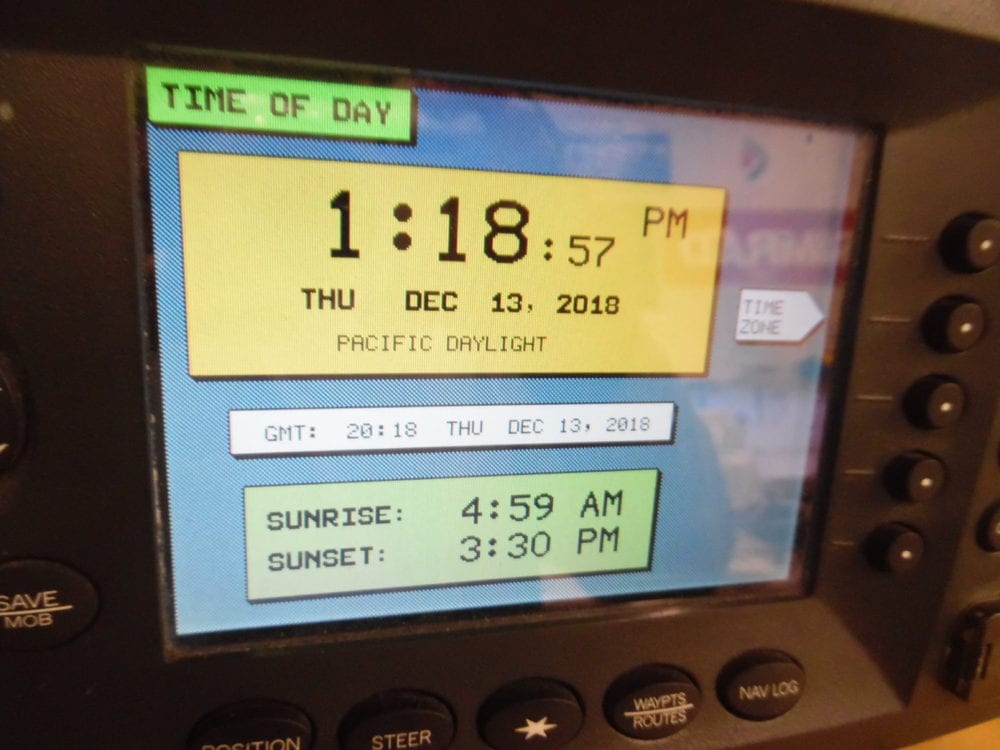 TIME OF DAY
1:18:57 PM
THU DEC 13, 2018
PACIFIC DAYLIGHT
TIME
ZONE
GMT: 20:18 THU DEC 13, 2018
SUNRISE: 4:59 AM
SUNSET: 3:30 PM
SAVE
MOB
POSITION
STEER
WAYPTS
ROUTES
NAV LOG